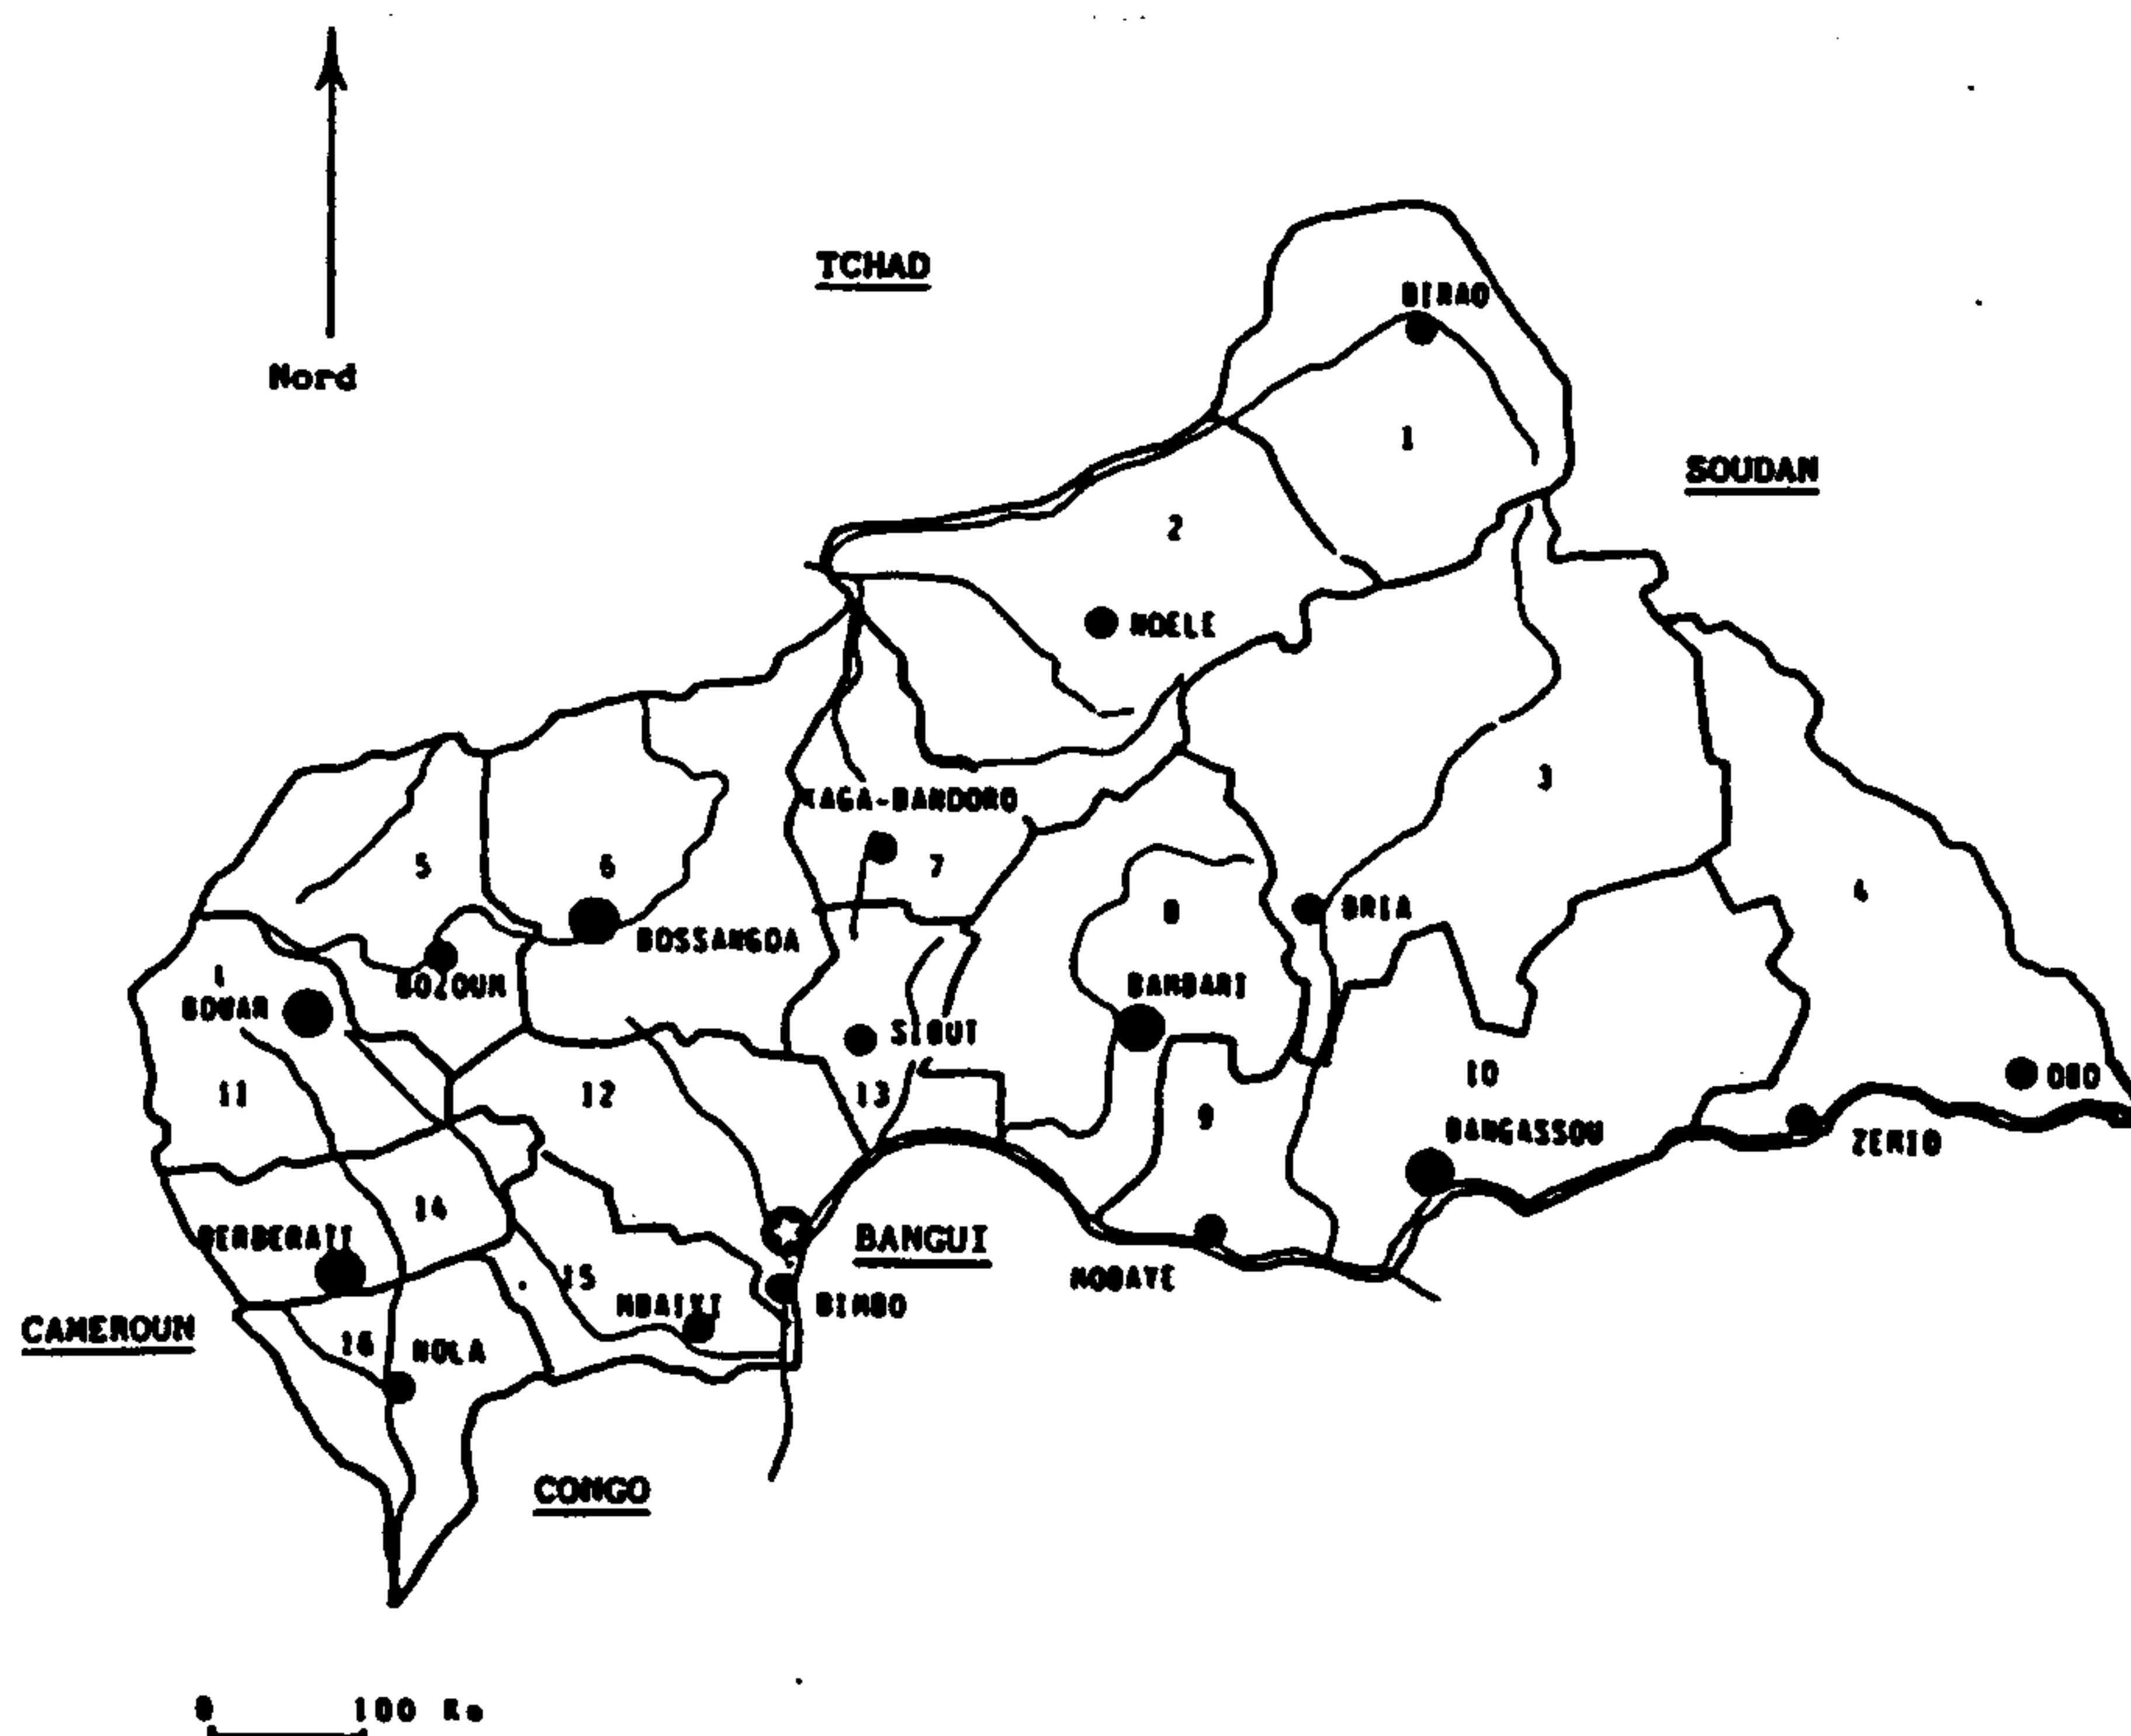 TCHAD
BIRAO
Nord
1
SOUDAN
2
NDELE
3
KAGA-BANDORO
5
6
7
4
8
BRIA
BOSSANGOA
BOZOUM
BAMBARI
BOUAR
SIBUT
10
OBO
11
12
13
9
BANGASSOU
ZEMIO
14
BERBERATI
BANGUI
15
MOBAYE
MBAIKI
BIMBO
CAMEROUN
16
NOLA
CONGO
0 100 Km